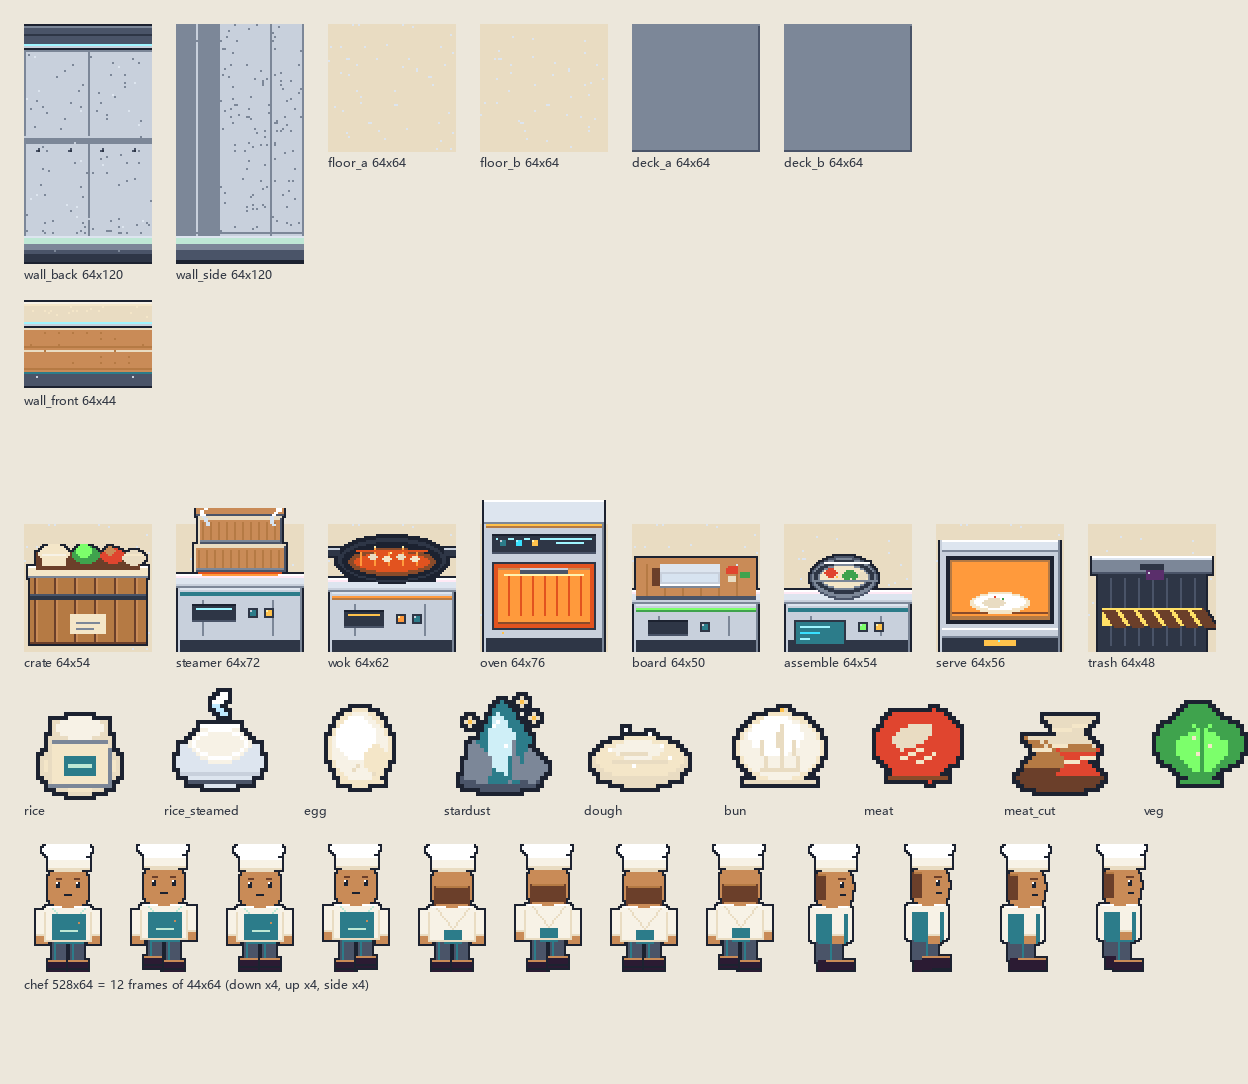 wall_back 64x120
wall_side 64x120
floor_a 64x64
floor_b 64x64
deck_a 64x64
deck_b 64x64
wall_front 64x44
crate 64x54
steamer 64x72
wok 64x62
oven 64x76
board 64x50
assemble 64x54
serve 64x56
trash 64x48
rice
rice_steamed
egg
stardust
dough
bun
meat
meat_cut
veg
chef 528x64 = 12 frames of 44x64 (down x4, up x4, side x4)